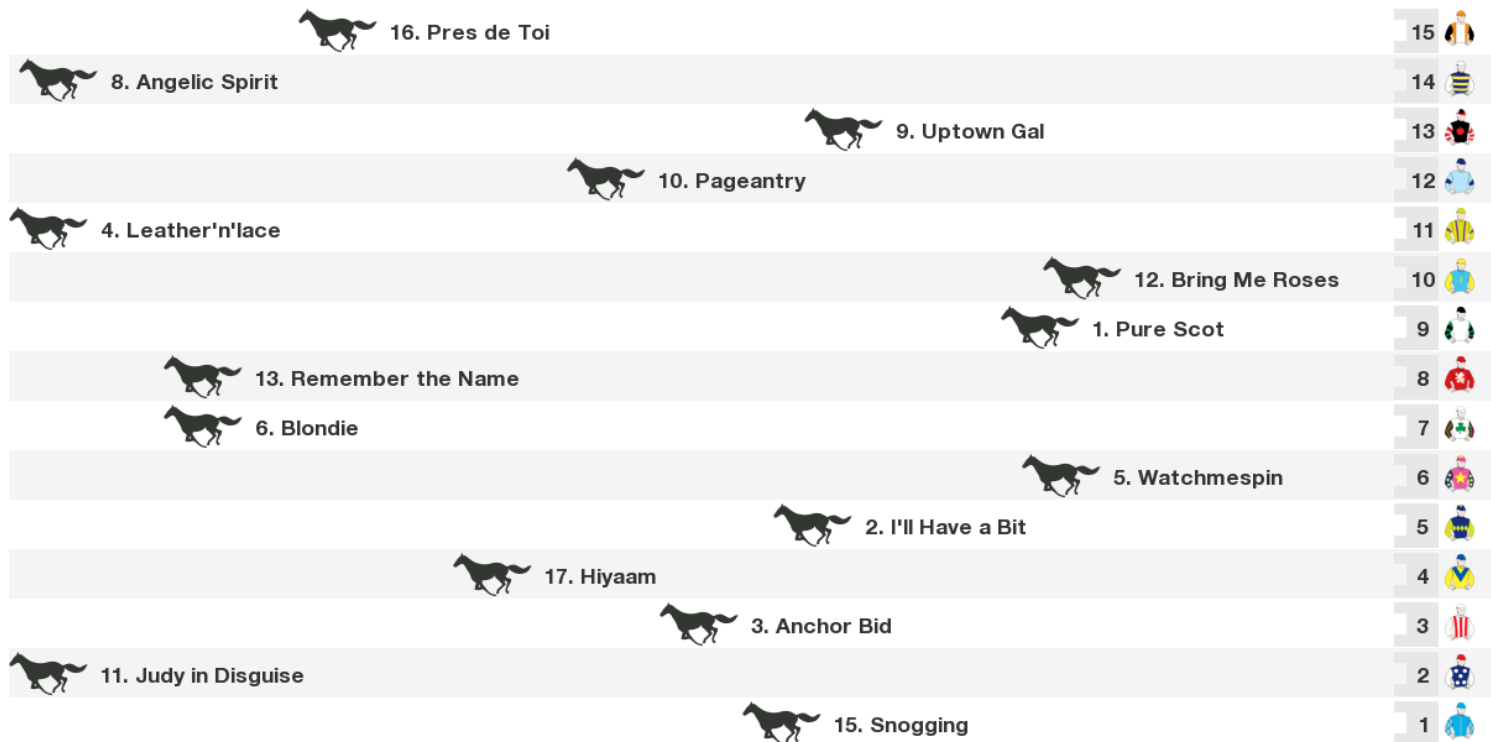 16. Pres de Toi 15
8. Angelic Spirit 14
9. Uptown Gal 13
10. Pageantry 12
4. Leather'n'lace 11
12. Bring Me Roses 10
1. Pure Scot 9
13. Remember the Name 8
6. Blondie 7
5. Watchmespin 6
2. I'll Have a Bit 5
17. Hiyaam 4
3. Anchor Bid 3
11. Judy in Disguise 2
15. Snogging 1